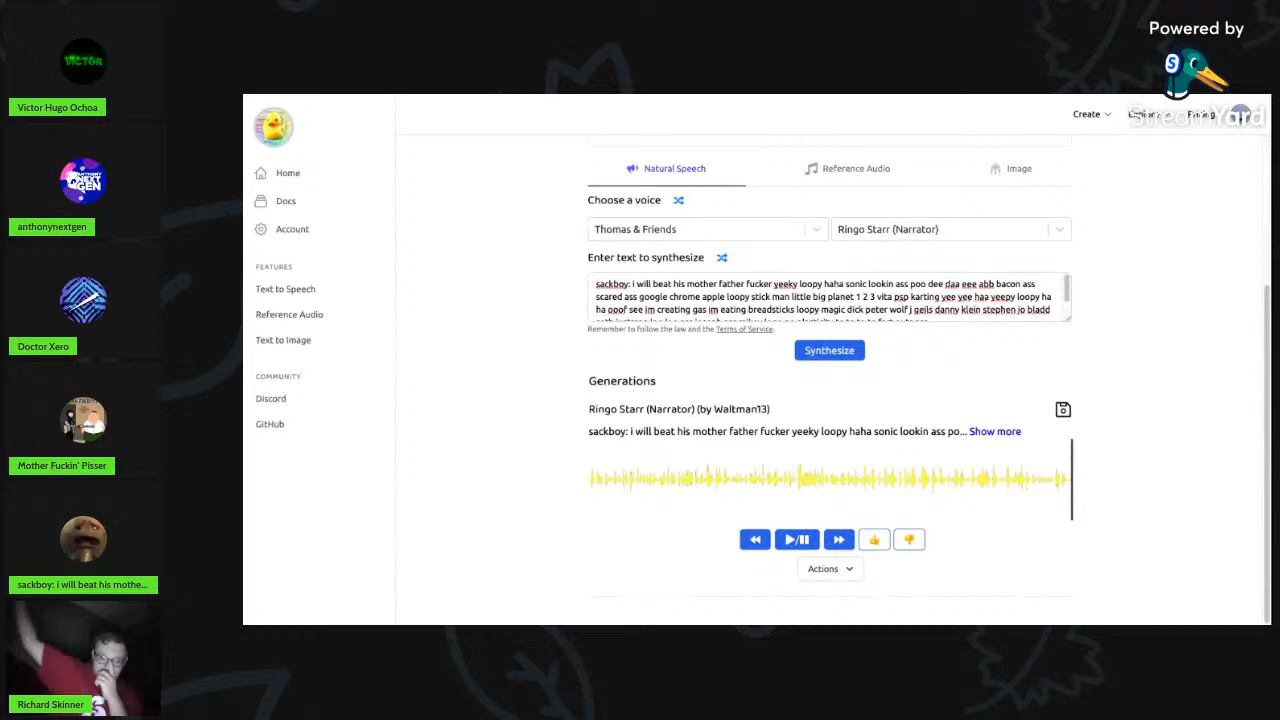 Powered by
StreamYard
VICTOR
Victor Hugo Ochoa
ANTHONY
NEXT
GEN
anthonynextgen
Doctor Xero
Mother Fuckin' Pisser
sackboy: i will beat his mothe...
Richard Skinner
Home
Docs
Account
FEATURES
Text to Speech
Reference Audio
Text to Image
COMMUNITY
Discord
GitHub
Create
Natural Speech
Reference Audio
Image
Choose a voice
Thomas & Friends
Ringo Starr (Narrator)
Enter text to synthesize
sackboy: i will beat his mother father fucker yeeky loopy haha sonic lookin ass poo dee daa eee abb bacon ass
scared ass google chrome apple loopy stick man little big planet 1 2 3 vita psp karting yee yee haa yeepy loopy ha
ha ooof see im creating gas im eating breadsticks loopy magic dick peter wolf j geils danny klein stephen jo bladd
Remember to follow the law and the Terms of Service.
Synthesize
Generations
Ringo Starr (Narrator) (by Waltman13)
sackboy: i will beat his mother father fucker yeeky loopy haha sonic lookin ass po... Show more
Actions